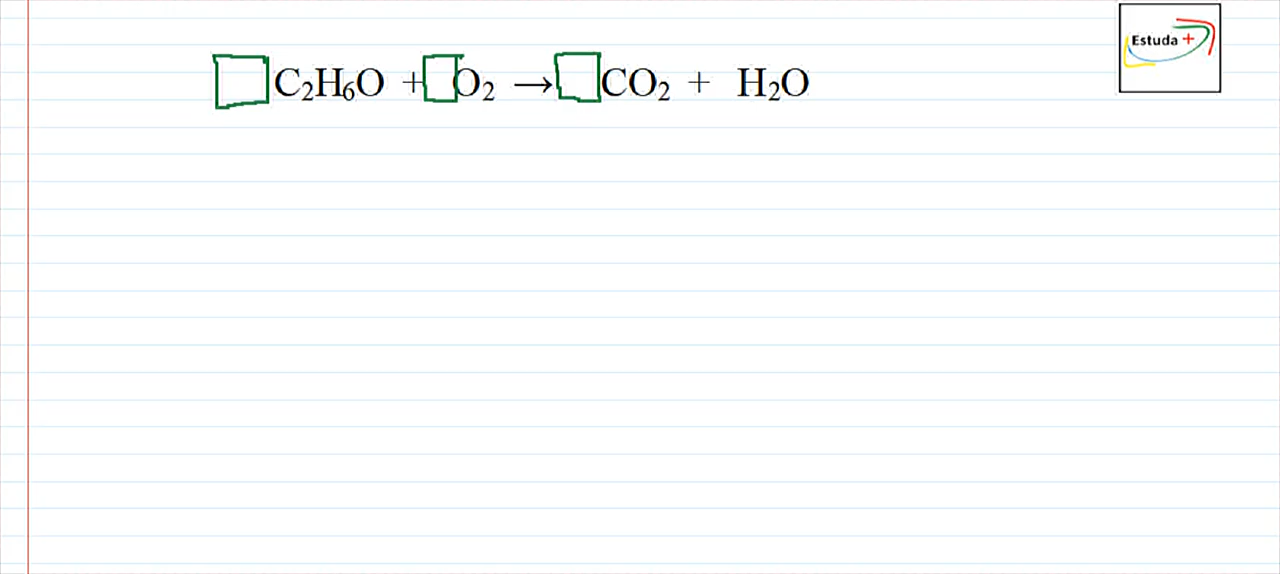 Estuda +
C₂H₆O + O₂ → CO₂ + H₂O